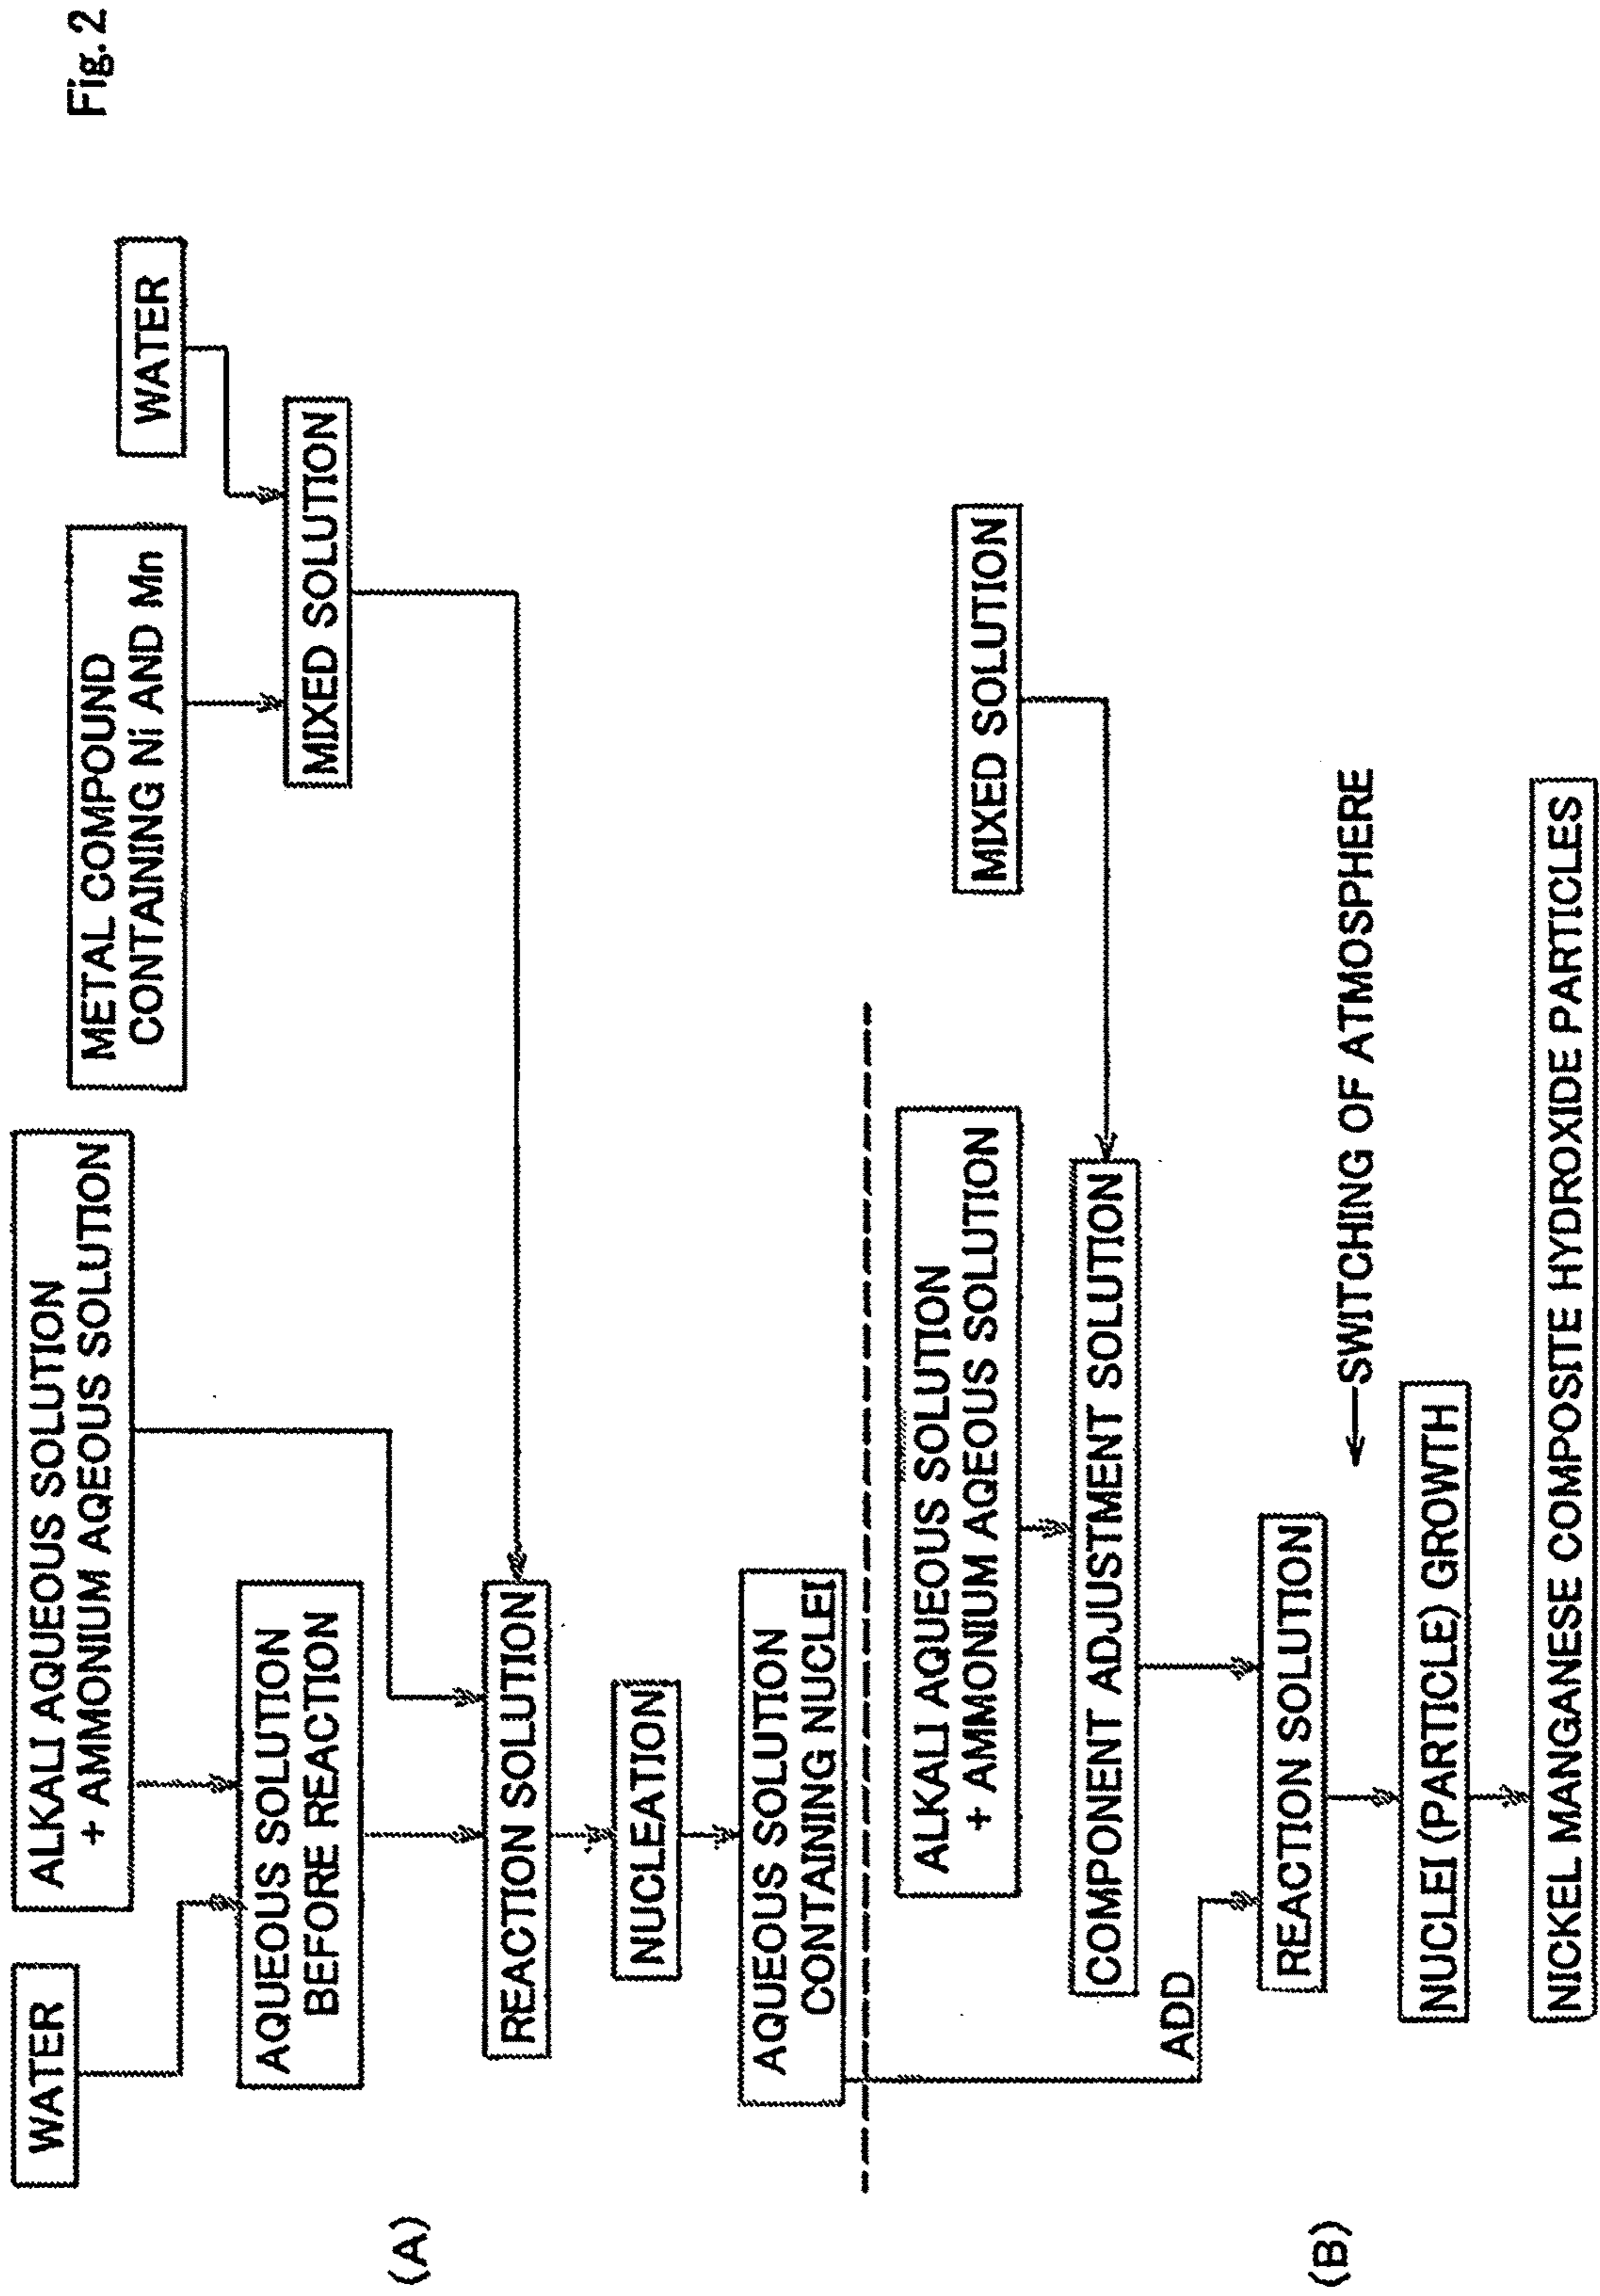 Fig. 2
WATER
ALKALI AQUEOUS SOLUTION
+ AMMONIUM AQEOUS SOLUTION
METAL COMPOUND
CONTAINING Ni AND Mn
WATER
AQUEOUS SOLUTION
BEFORE REACTION
MIXED SOLUTION
(A)
REACTION SOLUTION
NUCLEATION
AQUEOUS SOLUTION
CONTAINING NUCLEI
ALKALI AQUEOUS SOLUTION
+ AMMONIUM AQEOUS SOLUTION
MIXED SOLUTION
COMPONENT ADJUSTMENT SOLUTION
ADD
REACTION SOLUTION
(B)
SWITCHING OF ATMOSPHERE
NUCLEI (PARTICLE) GROWTH
NICKEL MANGANESE COMPOSITE HYDROXIDE PARTICLES